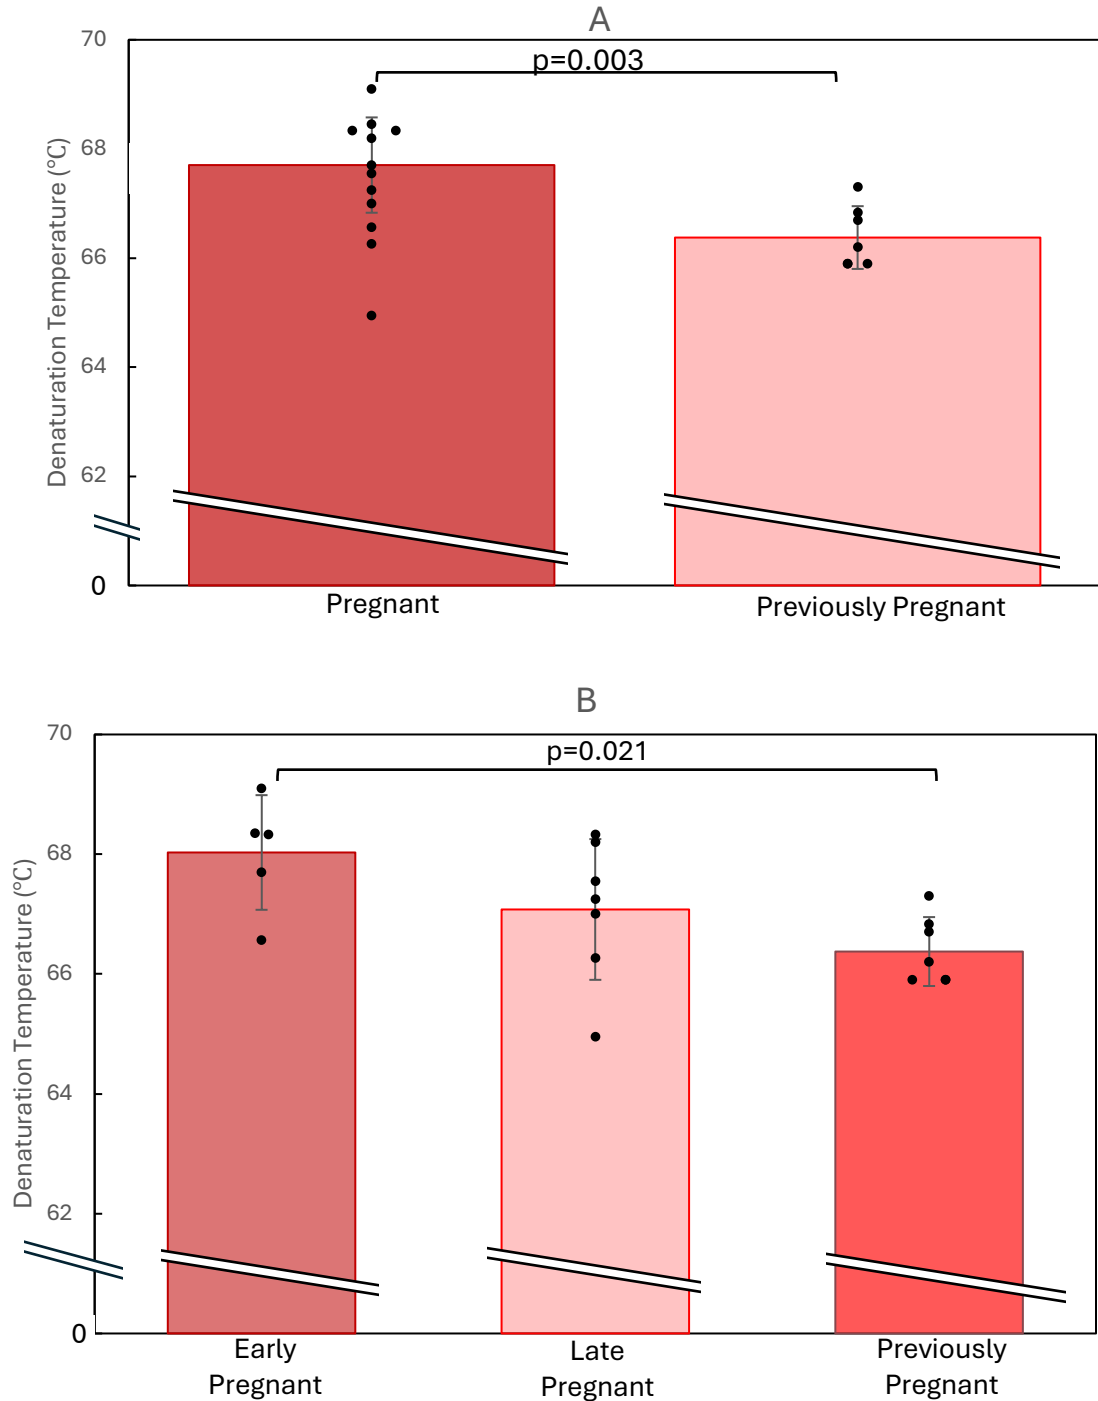 A
70
p=0.003
68
66
64
62
0
Denaturation Temperature (°C)
Pregnant
Previously Pregnant
B
70
p=0.021
68
66
64
62
0
Denaturation Temperature (°C)
Early
Pregnant
Late
Pregnant
Previously
Pregnant